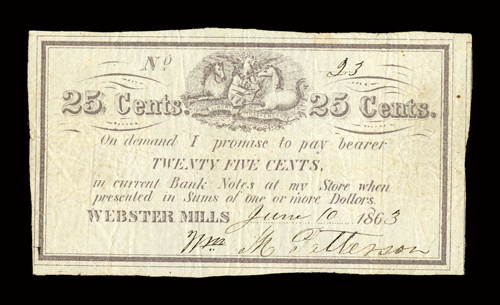 No 23
25 Cents. 25 Cents.
On demand I promise to pay bearer
TWENTY FIVE CENTS,
in current Bank Notes at my Store when
presented in Sums of one or more Dollars.
WEBSTER MILLS June 10 1863
Wm M Patterson